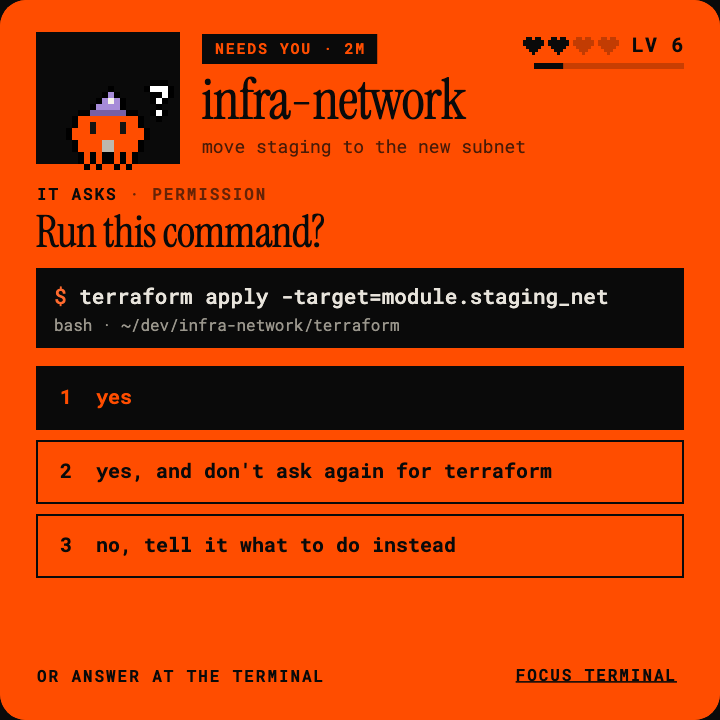 NEEDS YOU · 2M
LV 6
infra-network
move staging to the new subnet
IT ASKS · PERMISSION
Run this command?
$ terraform apply -target=module.staging_net
bash · ~/dev/infra-network/terraform
1 yes
2 yes, and don't ask again for terraform
3 no, tell it what to do instead
OR ANSWER AT THE TERMINAL
FOCUS TERMINAL